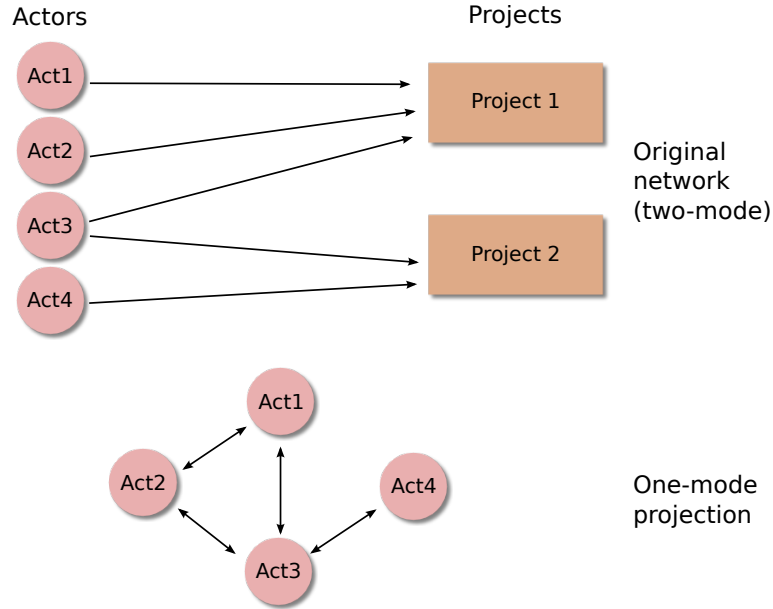 Actors
Projects
Act1
Project 1
Act2
Original
network
(two-mode)
Act3
Project 2
Act4
Act1
Act2
Act4
One-mode
projection
Act3